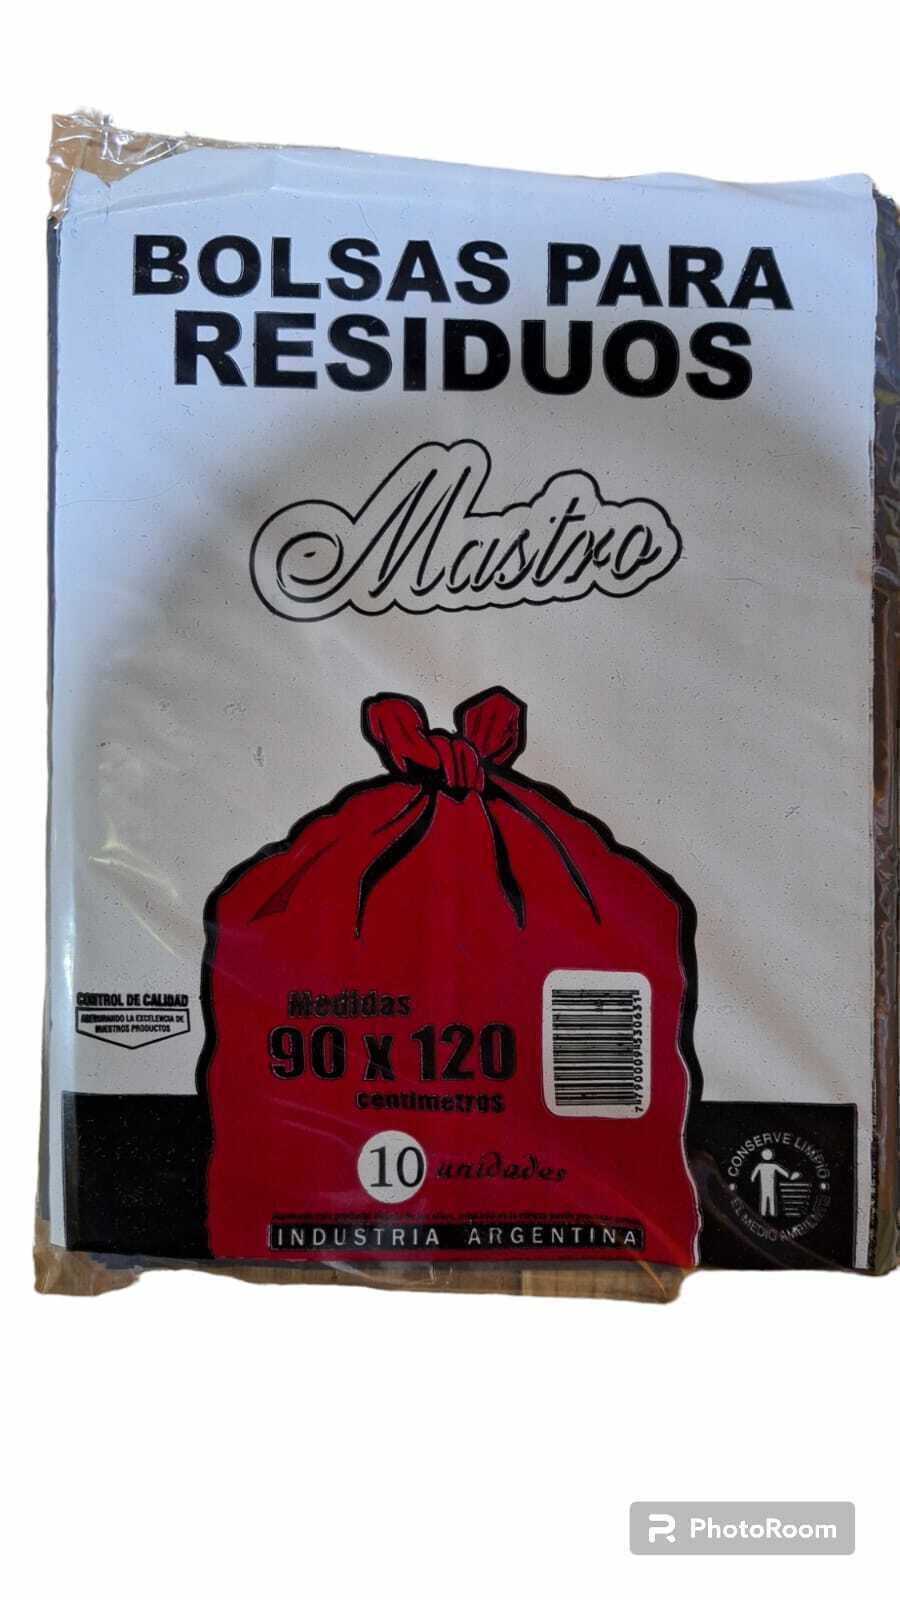 BOLSAS PARA
RESIDUOS
Mastro
CONTROL DE CALIDAD
ASEGURANDO LA EXCELENCIA DE
NUESTROS PRODUCTOS
Medidas
90 x 120
centimetros
10 unidades
INDUSTRIA ARGENTINA
7790009530631
CONSERVE LIMPIO
EL MEDIO AMBIENTE
PhotoRoom